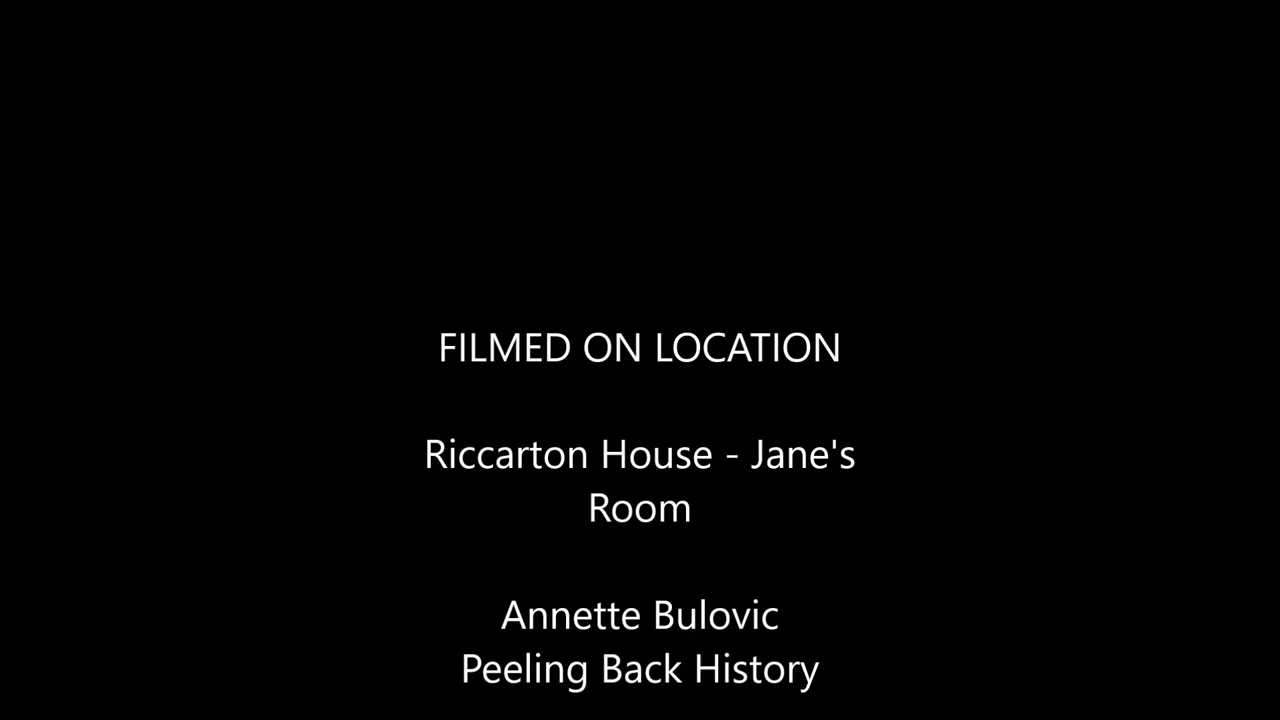 FILMED ON LOCATION
Riccarton House - Jane's
Room
Annette Bulovic
Peeling Back History